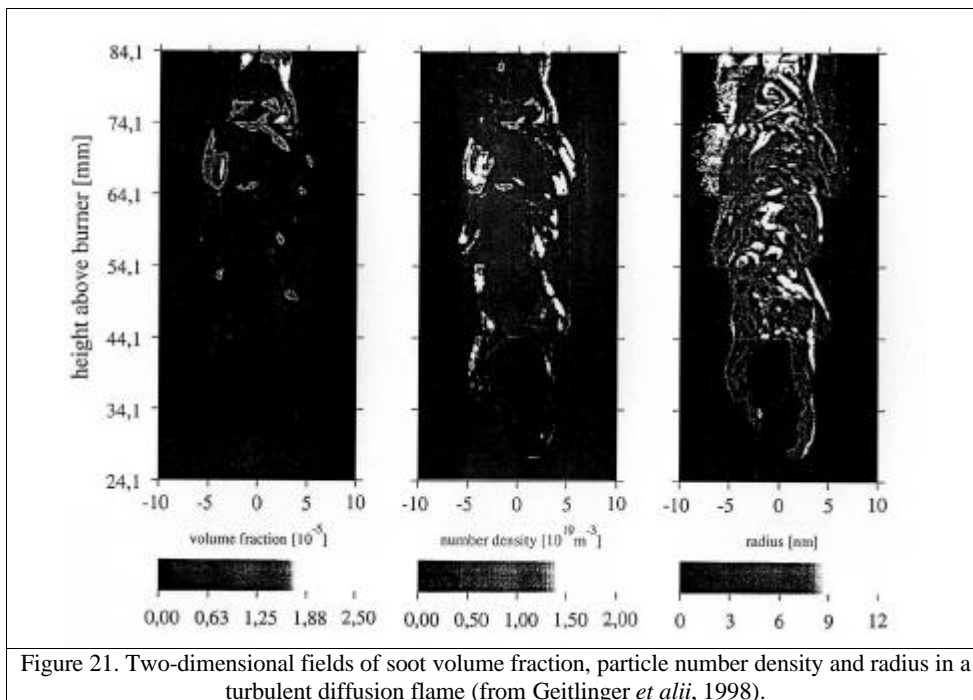 84,1
74,1
64,1
54,1
44,1
34,1
24,1
height above burner [mm]
-10 -5 0 5 10 -10 -5 0 5 10 -10 -5 0 5 10
volume fraction [10⁻⁵] number density [10¹⁹m⁻³] radius [nm]
0,00 0,63 1,25 1,88 2,50 0,00 0,50 1,00 1,50 2,00 0 3 6 9 12
Figure 21. Two-dimensional fields of soot volume fraction, particle number density and radius in a
turbulent diffusion flame (from Geitlinger et alii, 1998).